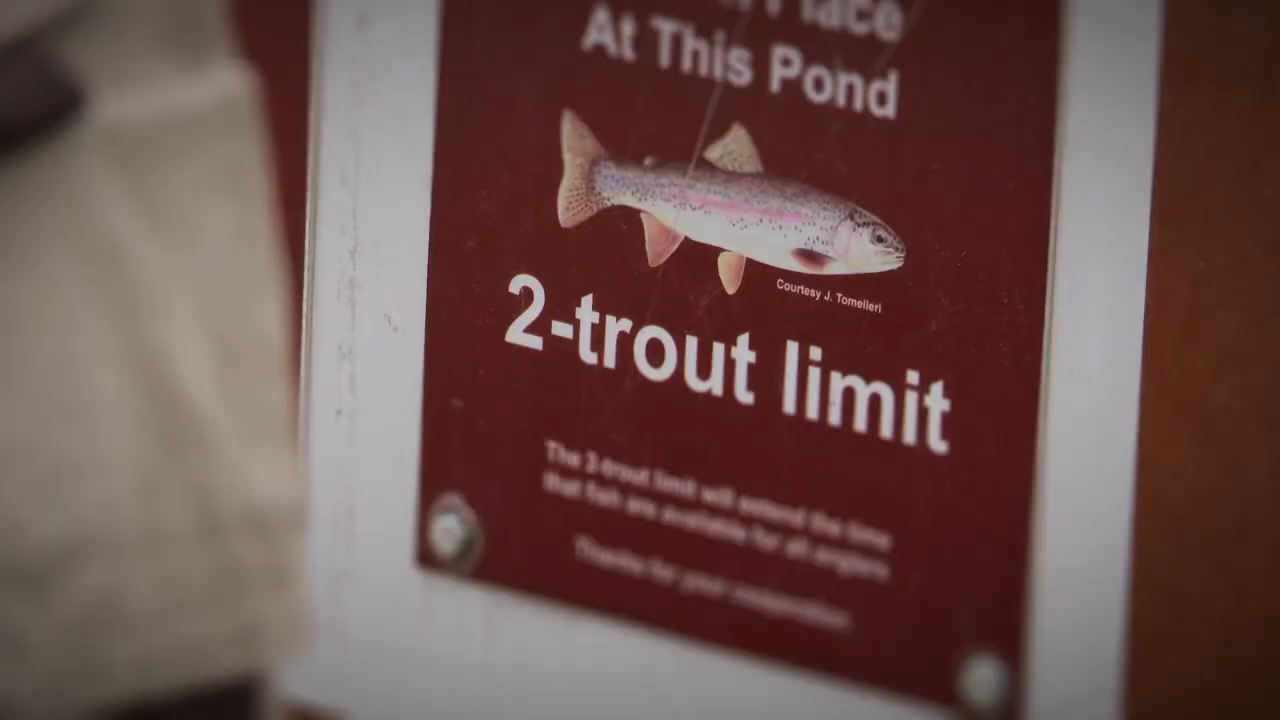 Place
At This Pond
Courtesy J. Tomelleri
2-trout limit
The 2-trout limit will extend the time
that fish are available for all anglers.
Thanks for your cooperation.